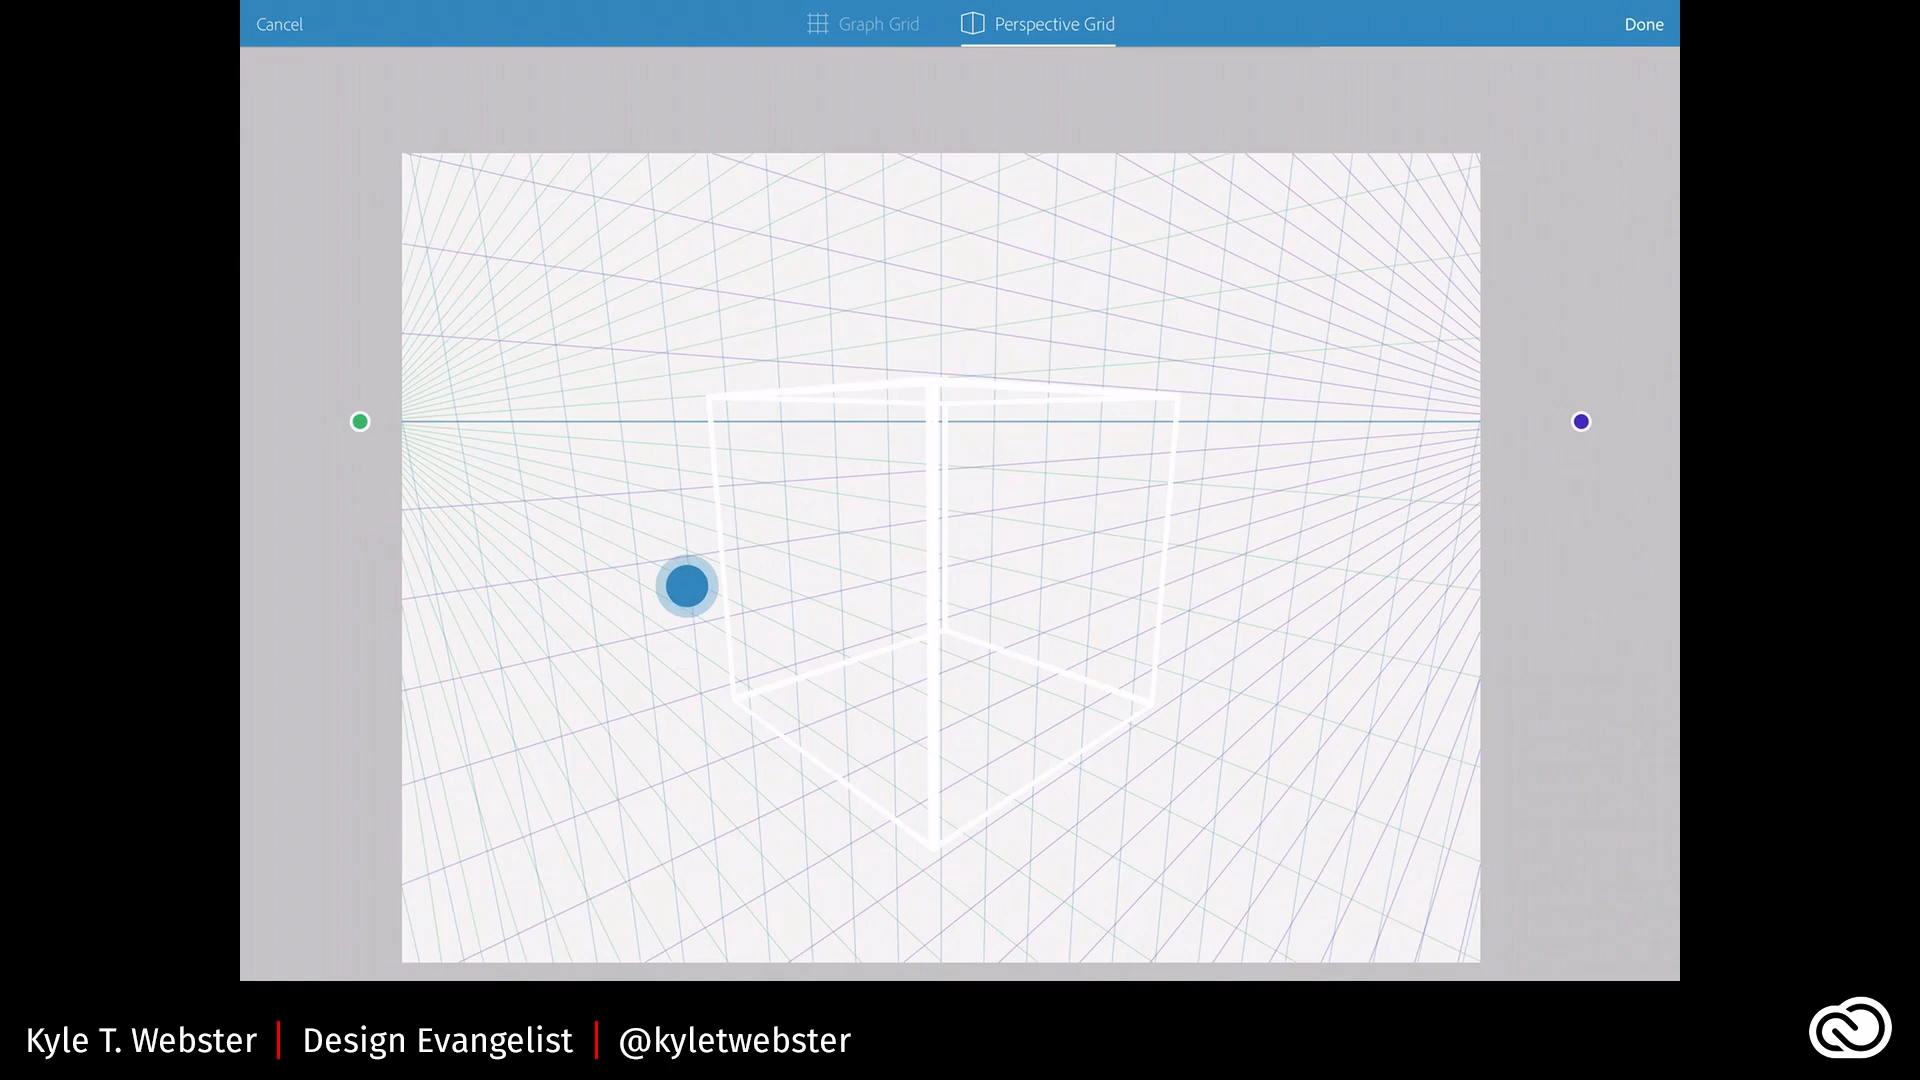 Cancel
Graph Grid
Perspective Grid
Done
Kyle T. Webster | Design Evangelist | @kyletwebster